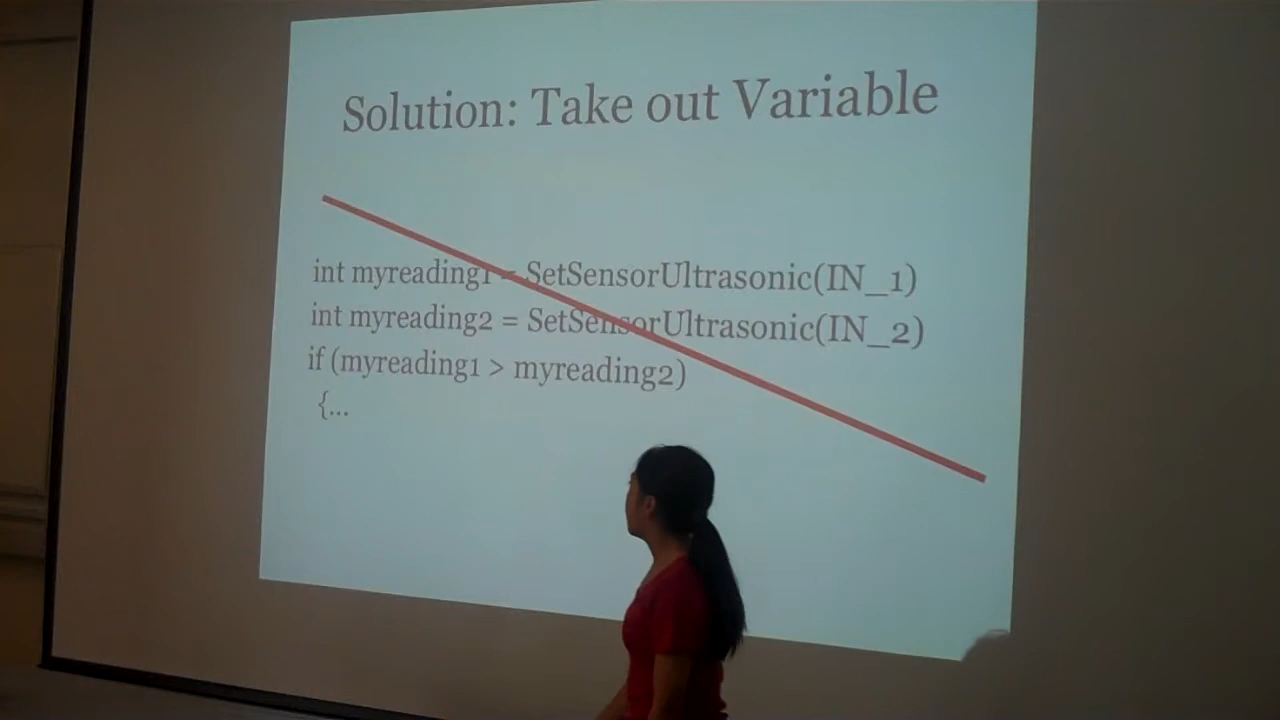 Solution: Take out Variable
int myreading1 = SetSensorUltrasonic(IN_1)
int myreading2 = SetSensorUltrasonic(IN_2)
if (myreading1 > myreading2)
{...